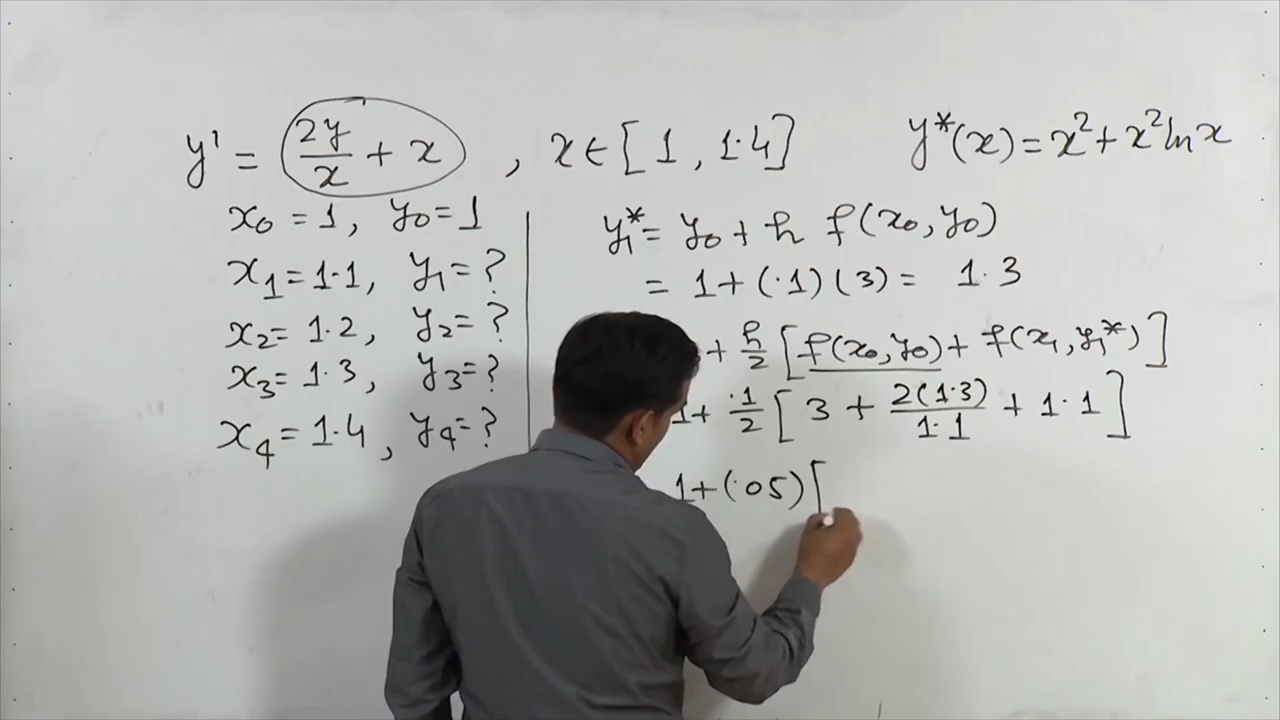 y' = 2y/x + x , x ∈ [1, 1·4]
y*(x) = x² + x² ln x
x₀ = 1, y₀ = 1
x₁ = 1·1, y₁ = ?
x₂ = 1·2, y₂ = ?
x₃ = 1·3, y₃ = ?
x₄ = 1·4, y₄ = ?
y₁* = y₀ + h f(x₀, y₀)
= 1 + (·1) (3) = 1·3
+ h/2 [f(x₀, y₀) + f(x₁, y₁*)]
1 + ·1/2 [3 + 2(1·3)/1·1 + 1·1]
1 + (·05) [